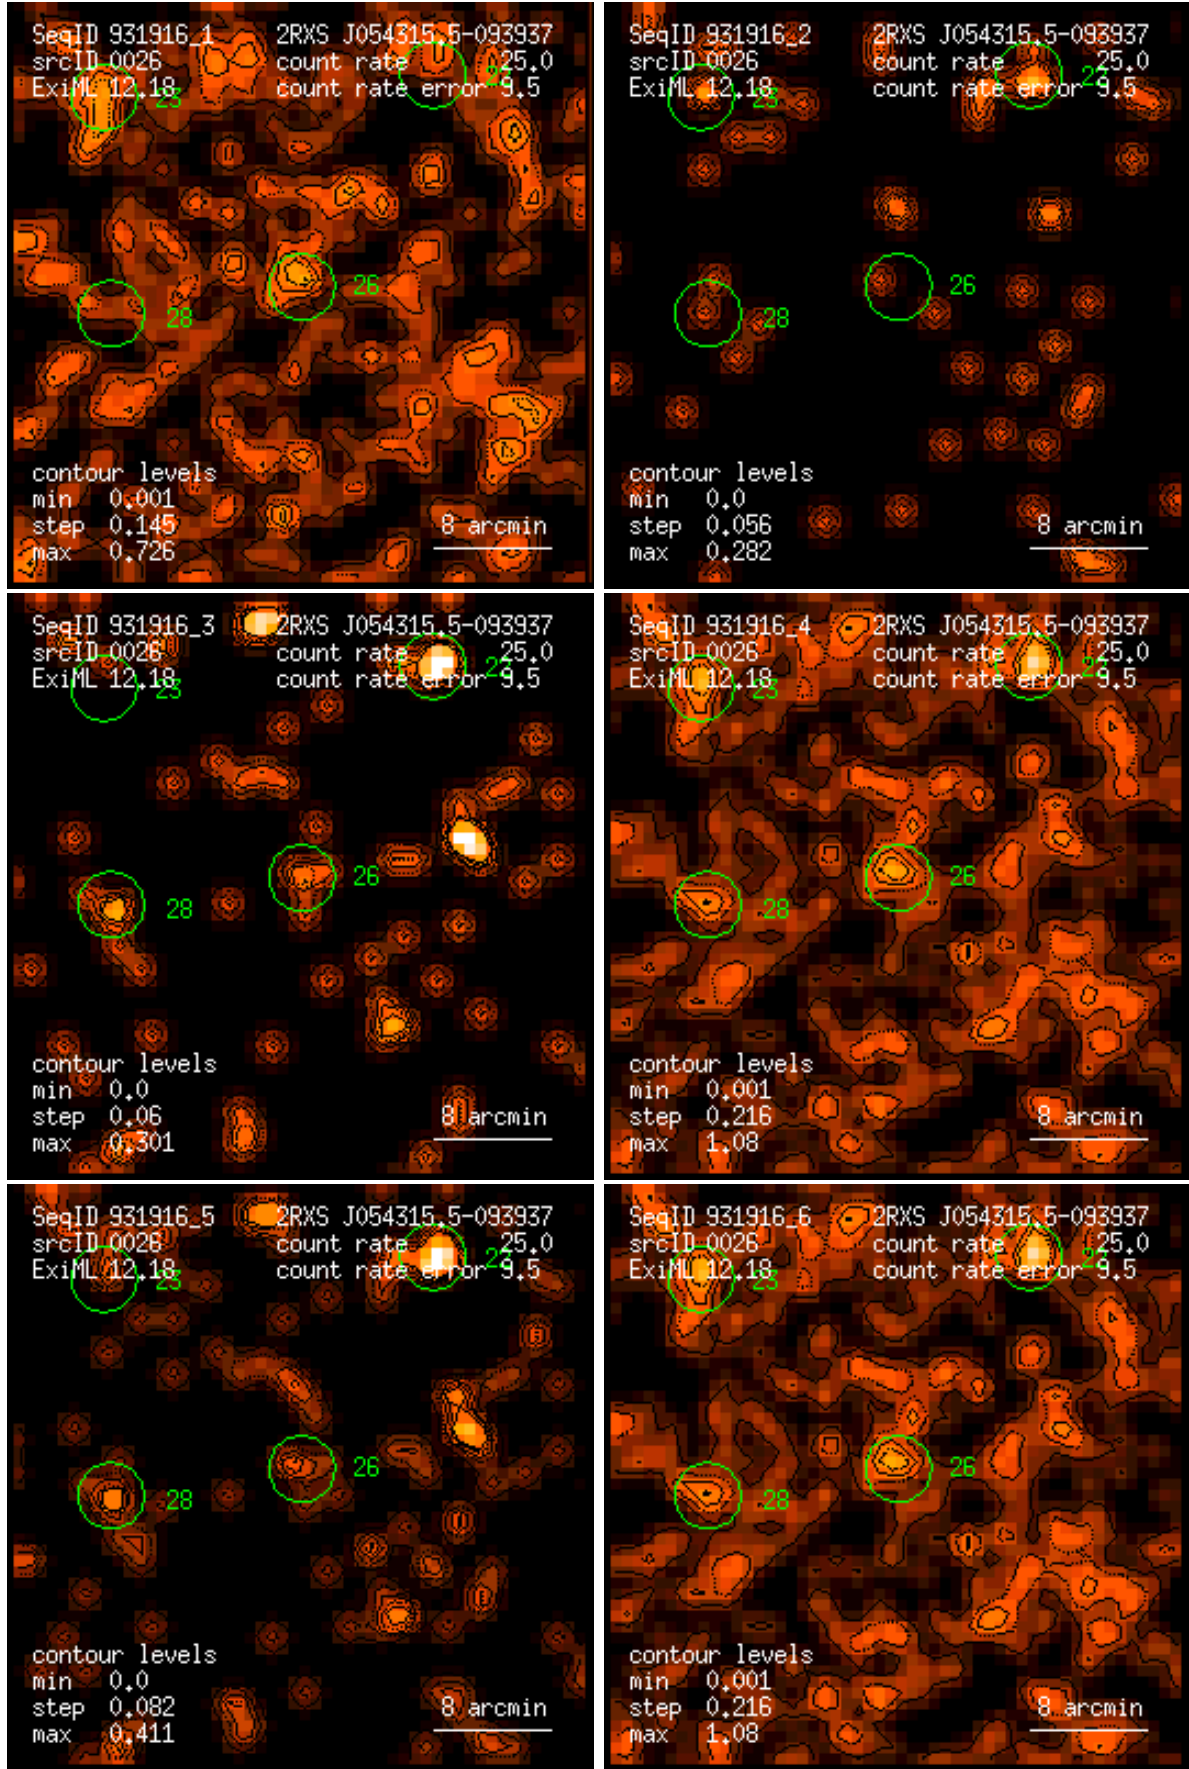 SeqID 931916_1 2RXS J054315.5-093937
srcID 0026 count rate 25.0
ExiML 12.18 count rate error 9.5
23
22
26
28
contour levels
min 0.001
step 0.145
max 0.726
8 arcmin
SeqID 931916_2 2RXS J054315.5-093937
srcID 0026 count rate 25.0
ExiML 12.18 count rate error 9.5
26
28
contour levels
min 0.0
step 0.056
max 0.282
8 arcmin
SeqID 931916_3 2RXS J054315.5-093937
srcID 0026 count rate 25.0
ExiML 12.18 count rate error 9.5
26
28
contour levels
min 0.0
step 0.06
max 0.301
8 arcmin
SeqID 931916_4 2RXS J054315.5-093937
srcID 0026 count rate 25.0
ExiML 12.18 count rate error 9.5
26
28
contour levels
min 0.001
step 0.216
max 1.08
8 arcmin
SeqID 931916_5 2RXS J054315.5-093937
srcID 0026 count rate 25.0
ExiML 12.18 count rate error 9.5
26
28
contour levels
min 0.0
step 0.082
max 0.411
8 arcmin
SeqID 931916_6 2RXS J054315.5-093937
srcID 0026 count rate 25.0
ExiML 12.18 count rate error 9.5
26
28
contour levels
min 0.001
step 0.216
max 1.08
8 arcmin